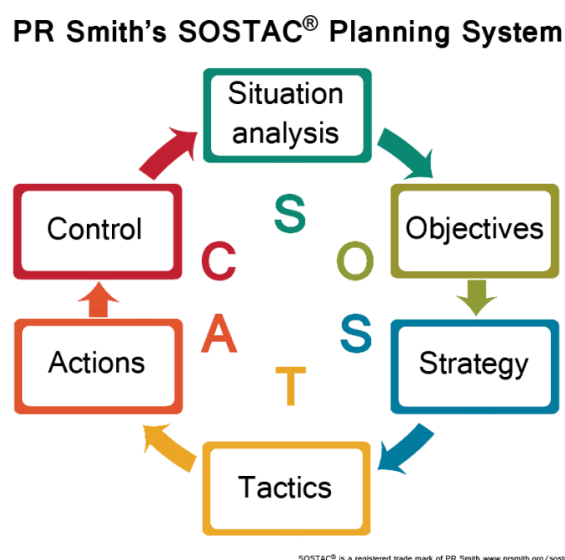 PR Smith's SOSTAC® Planning System
Situation
analysis
S
Control
Objectives
C
O
Actions
A
S
Strategy
T
Tactics
SOSTAC® is a registered trade mark of PR Smith www.prsmith.org/sost